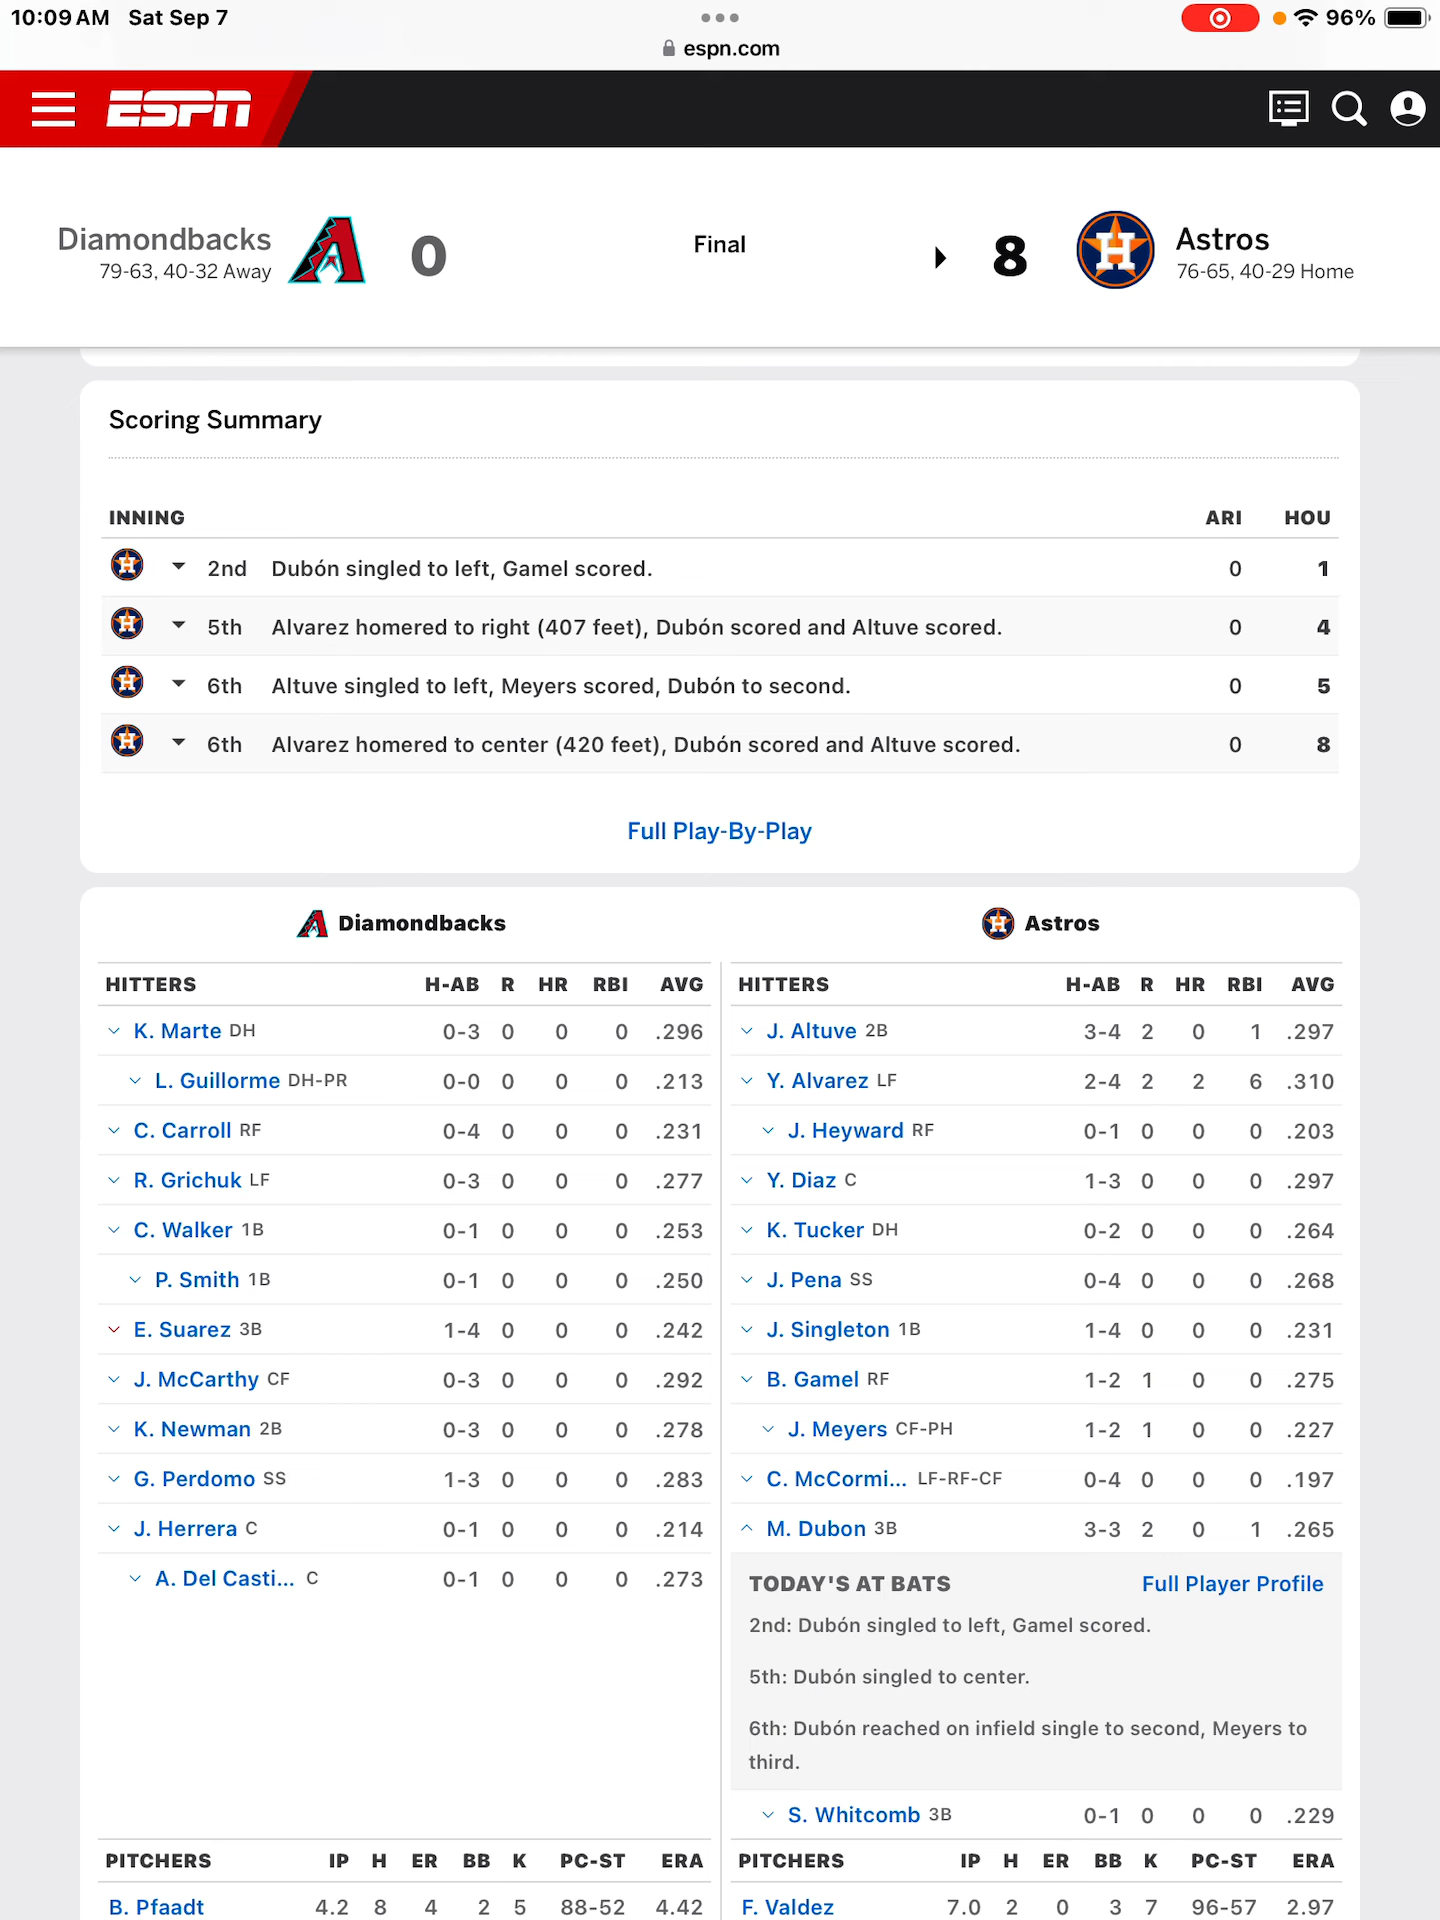 10:09 AM Sat Sep 7
96%
espn.com
ESPN
Diamondbacks
79-63, 40-32 Away
0
Final
8
Astros
76-65, 40-29 Home
Scoring Summary
INNING ARI HOU
2nd Dubón singled to left, Gamel scored. 0 1
5th Alvarez homered to right (407 feet), Dubón scored and Altuve scored. 0 4
6th Altuve singled to left, Meyers scored, Dubón to second. 0 5
6th Alvarez homered to center (420 feet), Dubón scored and Altuve scored. 0 8
Full Play-By-Play
Diamondbacks
HITTERS H-AB R HR RBI AVG
K. Marte DH 0-3 0 0 0 .296
L. Guillorme DH-PR 0-0 0 0 0 .213
C. Carroll RF 0-4 0 0 0 .231
R. Grichuk LF 0-3 0 0 0 .277
C. Walker 1B 0-1 0 0 0 .253
P. Smith 1B 0-1 0 0 0 .250
E. Suarez 3B 1-4 0 0 0 .242
J. McCarthy CF 0-3 0 0 0 .292
K. Newman 2B 0-3 0 0 0 .278
G. Perdomo SS 1-3 0 0 0 .283
J. Herrera C 0-1 0 0 0 .214
A. Del Casti... C 0-1 0 0 0 .273
PITCHERS IP H ER BB K PC-ST ERA
B. Pfaadt 4.2 8 4 2 5 88-52 4.42
Astros
HITTERS H-AB R HR RBI AVG
J. Altuve 2B 3-4 2 0 1 .297
Y. Alvarez LF 2-4 2 2 6 .310
J. Heyward RF 0-1 0 0 0 .203
Y. Diaz C 1-3 0 0 0 .297
K. Tucker DH 0-2 0 0 0 .264
J. Pena SS 0-4 0 0 0 .268
J. Singleton 1B 1-4 0 0 0 .231
B. Gamel RF 1-2 1 0 0 .275
J. Meyers CF-PH 1-2 1 0 0 .227
C. McCormi... LF-RF-CF 0-4 0 0 0 .197
M. Dubon 3B 3-3 2 0 1 .265
TODAY'S AT BATS Full Player Profile
2nd: Dubón singled to left, Gamel scored.
5th: Dubón singled to center.
6th: Dubón reached on infield single to second, Meyers to
third.
S. Whitcomb 3B 0-1 0 0 0 .229
PITCHERS IP H ER BB K PC-ST ERA
F. Valdez 7.0 2 0 3 7 96-57 2.97